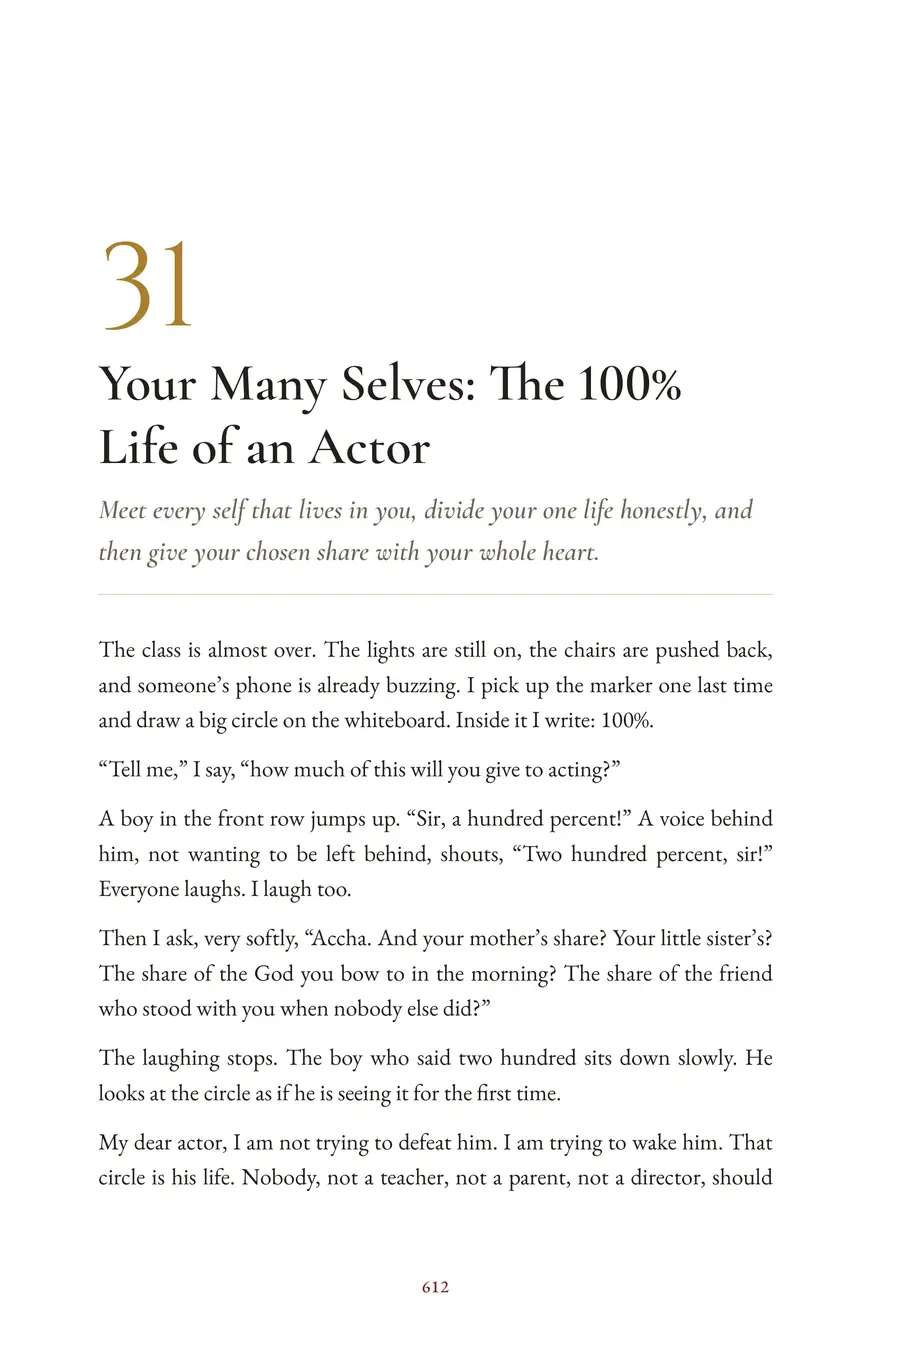 31
Your Many Selves: The 100%
Life of an Actor
Meet every self that lives in you, divide your one life honestly, and
then give your chosen share with your whole heart.
The class is almost over. The lights are still on, the chairs are pushed back,
and someone’s phone is already buzzing. I pick up the marker one last time
and draw a big circle on the whiteboard. Inside it I write: 100%.
“Tell me,” I say, “how much of this will you give to acting?”
A boy in the front row jumps up. “Sir, a hundred percent!” A voice behind
him, not wanting to be left behind, shouts, “Two hundred percent, sir!”
Everyone laughs. I laugh too.
Then I ask, very softly, “Accha. And your mother’s share? Your little sister’s?
The share of the God you bow to in the morning? The share of the friend
who stood with you when nobody else did?”
The laughing stops. The boy who said two hundred sits down slowly. He
looks at the circle as if he is seeing it for the first time.
My dear actor, I am not trying to defeat him. I am trying to wake him. That
circle is his life. Nobody, not a teacher, not a parent, not a director, should
612